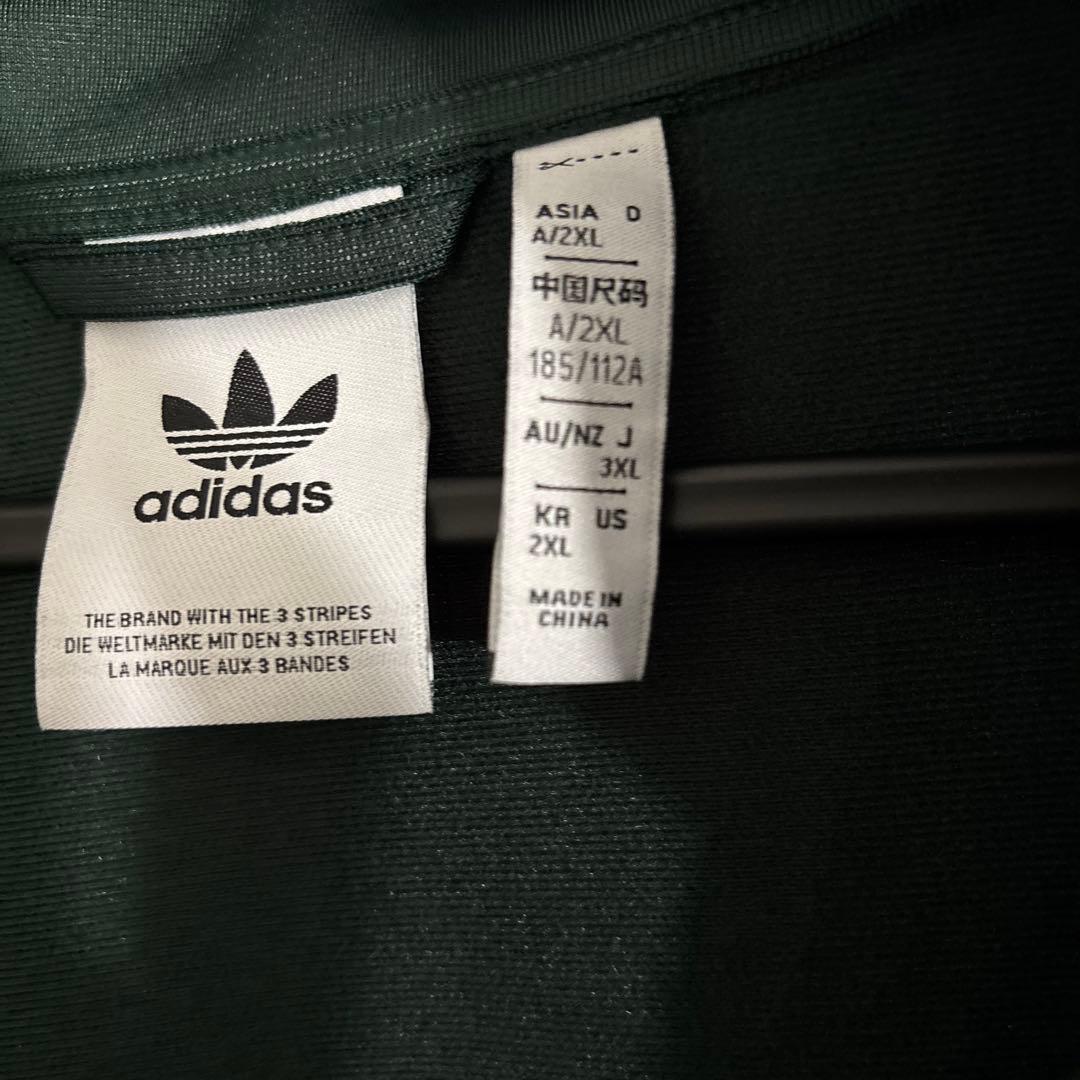 adidas
THE BRAND WITH THE 3 STRIPES
DIE WELTMARKE MIT DEN 3 STREIFEN
LA MARQUE AUX 3 BANDES
ASIA D
A/2XL
中国尺码
A/2XL
185/112A
AU/NZ J
3XL
KR US
2XL
MADE IN
CHINA